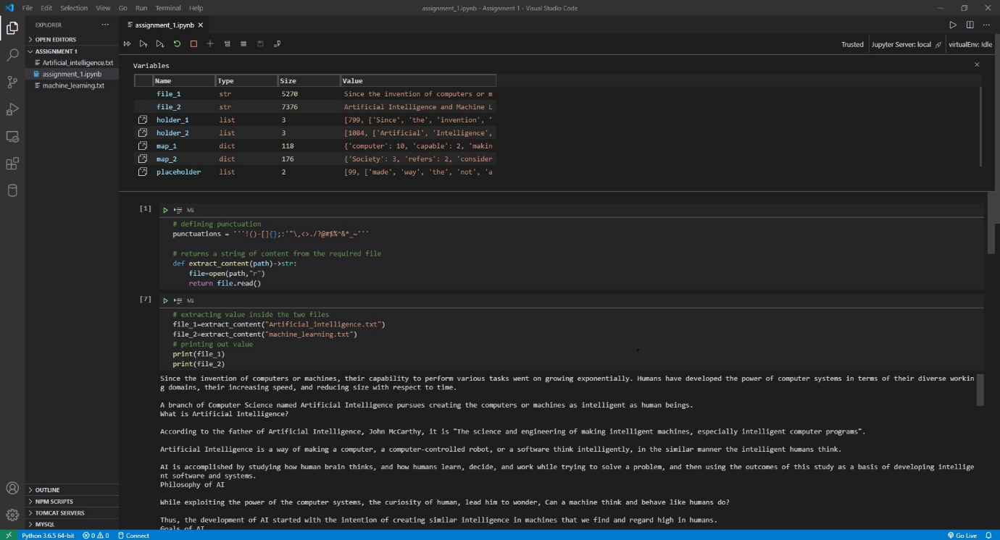 File Edit Selection View Go Run Terminal Help
assignment_1.ipynb - Assignment 1 - Visual Studio Code
EXPLORER
OPEN EDITORS
ASSIGNMENT 1
Artificial_intelligence.txt
assignment_1.ipynb
machine_learning.txt
OUTLINE
NPM SCRIPTS
TOMCAT SERVERS
MYSQL
assignment_1.ipynb
Trusted Jupyter Server: local virtualEnv: Idle
Variables
Name Type Size Value
file_1 str 5270 Since the invention of computers or m
file_2 str 7376 Artificial Intelligence and Machine L
holder_1 list 3 [799, ['Since', 'the', 'invention', '
holder_2 list 3 [1084, ['Artificial', 'Intelligence',
map_1 dict 118 {'computer': 10, 'capable': 2, 'makin
map_2 dict 176 {'Society': 3, 'refers': 2, 'consider
placeholder list 2 [99, ['made', 'way', 'the', 'not', 'a
[1]
# defining punctuation
punctuations = '''!()-[]{};:'"\,<>./?@#$%^&*_~'''
# returns a string of content from the required file
def extract_content(path)->str:
file=open(path,"r")
return file.read()
[7]
# extracting value inside the two files
file_1=extract_content("Artificial_intelligence.txt")
file_2=extract_content("machine_learning.txt")
# printing out value
print(file_1)
print(file_2)
Since the invention of computers or machines, their capability to perform various tasks went on growing exponentially. Humans have developed the power of computer systems in terms of their diverse workin
g domains, their increasing speed, and reducing size with respect to time.
A branch of Computer Science named Artificial Intelligence pursues creating the computers or machines as intelligent as human beings.
What is Artificial Intelligence?
According to the father of Artificial Intelligence, John McCarthy, it is "The science and engineering of making intelligent machines, especially intelligent computer programs".
Artificial Intelligence is a way of making a computer, a computer-controlled robot, or a software think intelligently, in the similar manner the intelligent humans think.
AI is accomplished by studying how human brain thinks, and how humans learn, decide, and work while trying to solve a problem, and then using the outcomes of this study as a basis of developing intellige
nt software and systems.
Philosophy of AI
While exploiting the power of the computer systems, the curiosity of human, lead him to wonder, Can a machine think and behave like humans do?
Thus, the development of AI started with the intention of creating similar intelligence in machines that we find and regard high in humans.
Goals of AI
Python 3.6.5 64-bit 0 0 Connect
Go Live